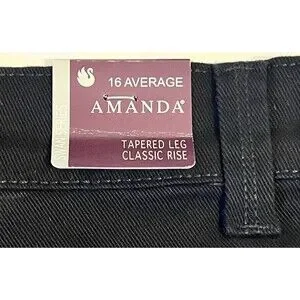 16 AVERAGE
AMANDA®
TAPERED LEG
CLASSIC RISE